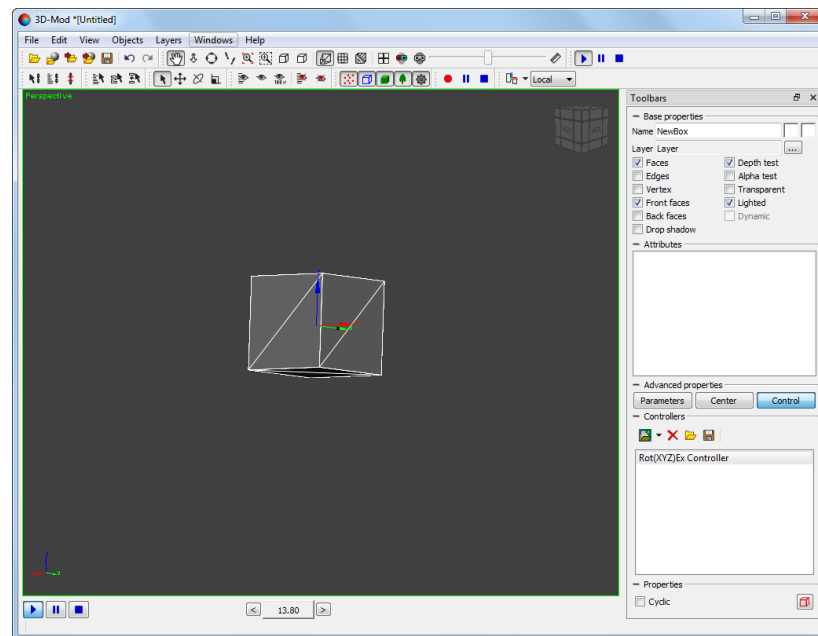 3D-Mod *[Untitled]
File Edit View Objects Layers Windows Help
Local
Perspective
Toolbars
Base properties
Name NewBox
Layer Layer
...
Faces Depth test
Edges Alpha test
Vertex Transparent
Front faces Lighted
Back faces Dynamic
Drop shadow
Attributes
Advanced properties
Parameters Center Control
Controllers
Rot(XYZ)Ex Controller
Properties
Cyclic
< 13.80 >